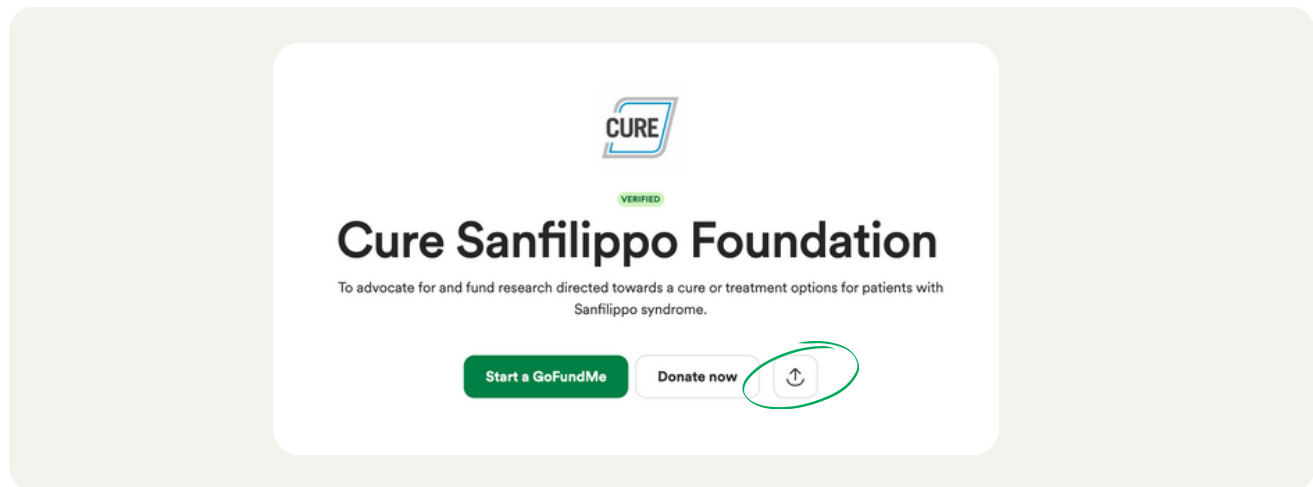 CURE
VERIFIED
Cure Sanfilippo Foundation
To advocate for and fund research directed towards a cure or treatment options for patients with
Sanfilippo syndrome.
Start a GoFundMe Donate now